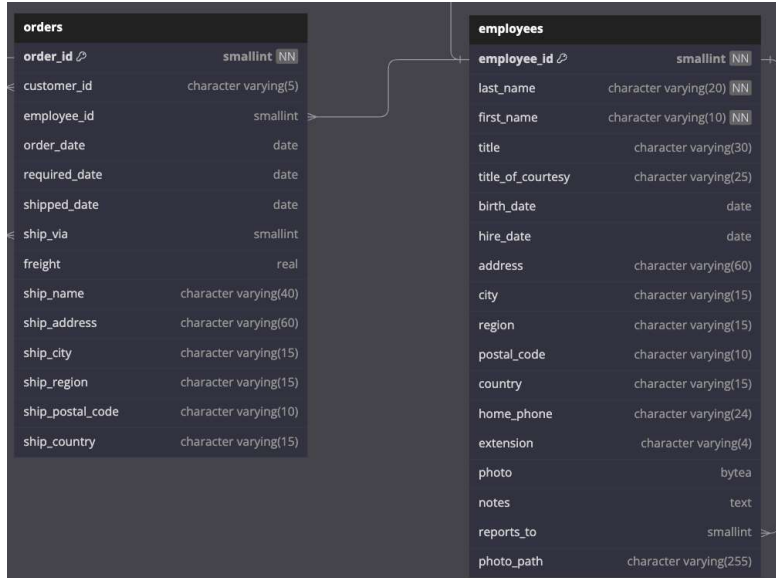 orders
order_id smallint NN
customer_id character varying(5)
employee_id smallint
order_date date
required_date date
shipped_date date
ship_via smallint
freight real
ship_name character varying(40)
ship_address character varying(60)
ship_city character varying(15)
ship_region character varying(15)
ship_postal_code character varying(10)
ship_country character varying(15)
employees
employee_id smallint NN
last_name character varying(20) NN
first_name character varying(10) NN
title character varying(30)
title_of_courtesy character varying(25)
birth_date date
hire_date date
address character varying(60)
city character varying(15)
region character varying(15)
postal_code character varying(10)
country character varying(15)
home_phone character varying(24)
extension character varying(4)
photo bytea
notes text
reports_to smallint
photo_path character varying(255)